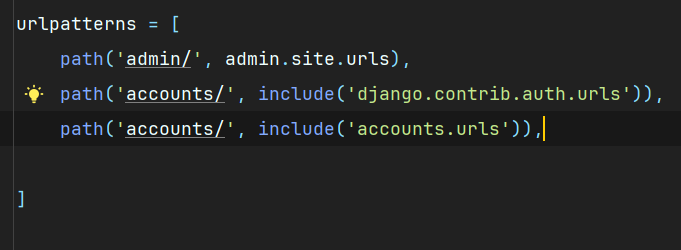 urlpatterns = [
path('admin/', admin.site.urls),
path('accounts/', include('django.contrib.auth.urls')),
path('accounts/', include('accounts.urls')),
]